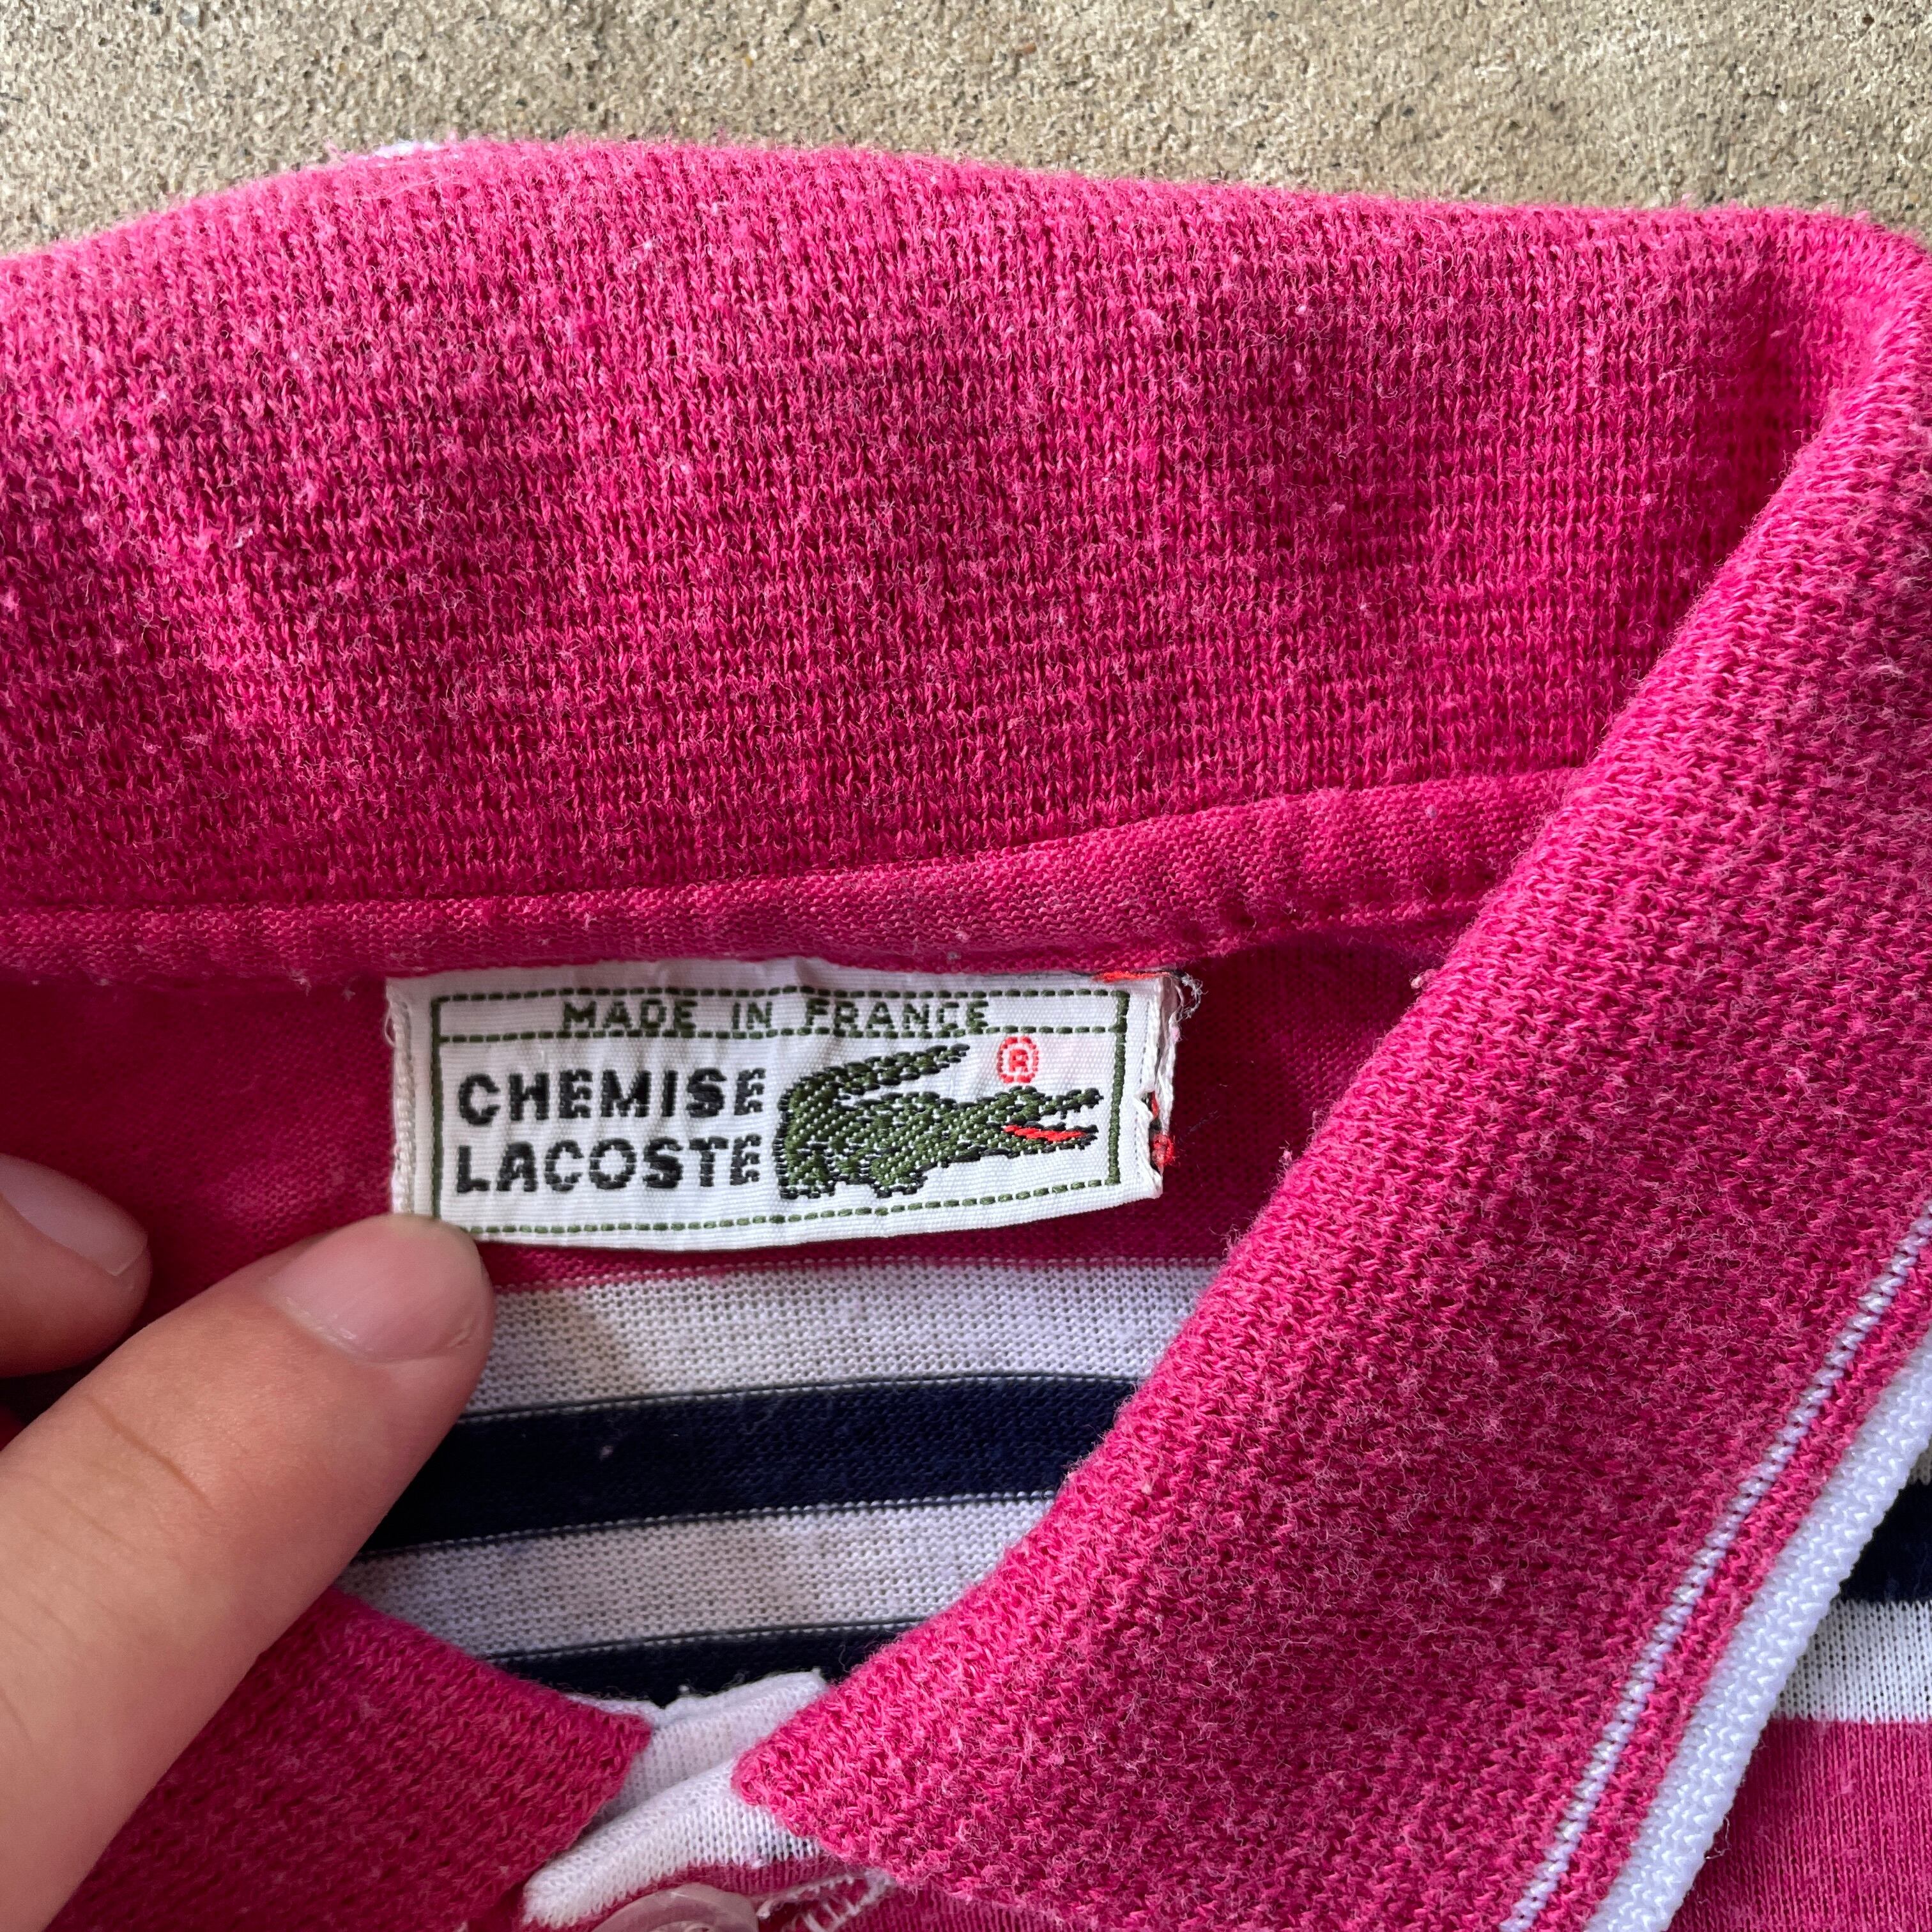 MADE IN FRANCE
CHEMISE
LACOSTE
®